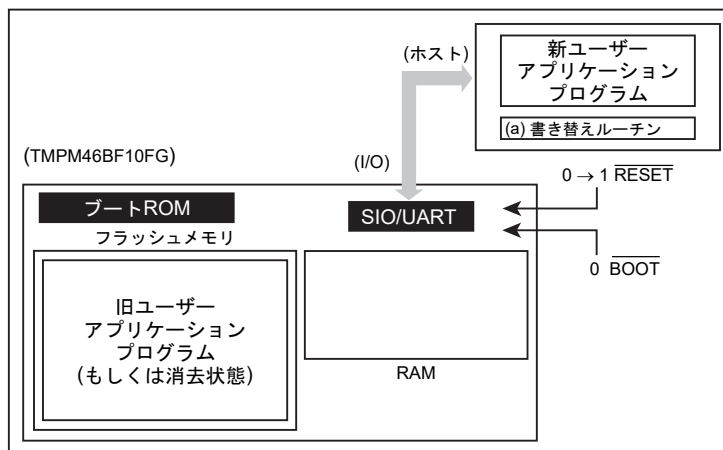 (ホスト)
新ユーザー
アプリケーション
プログラム
(a) 書き替えルーチン
(TMPM46BF10FG)
(I/O)
0 → 1 RESET
ブートROM
SIO/UART
フラッシュメモリ
0 BOOT
旧ユーザー
アプリケーション
プログラム
(もしくは消去状態)
RAM